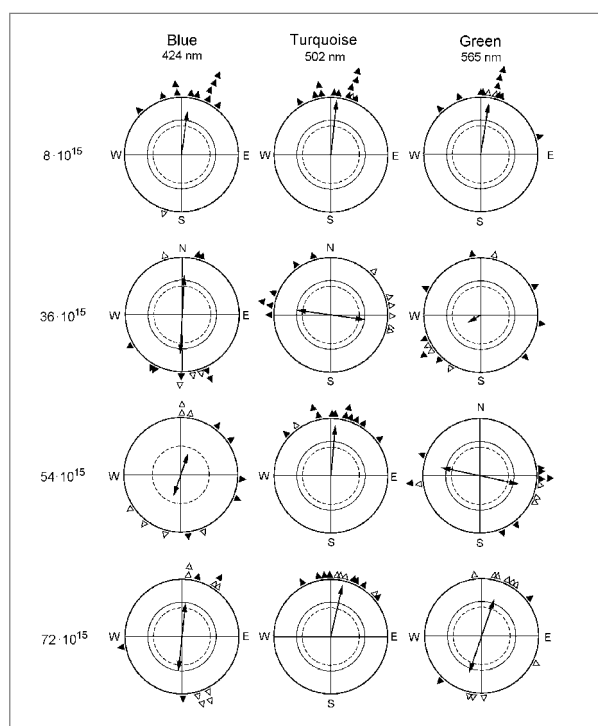 Blue Turquoise Green
424 nm 502 nm 565 nm
8·10¹⁵ W E W E W E
S S S
N N
36·10¹⁵ W E W E W E
S S
N
54·10¹⁵ W E W E W E
S S
72·10¹⁵ W E W E W E
S